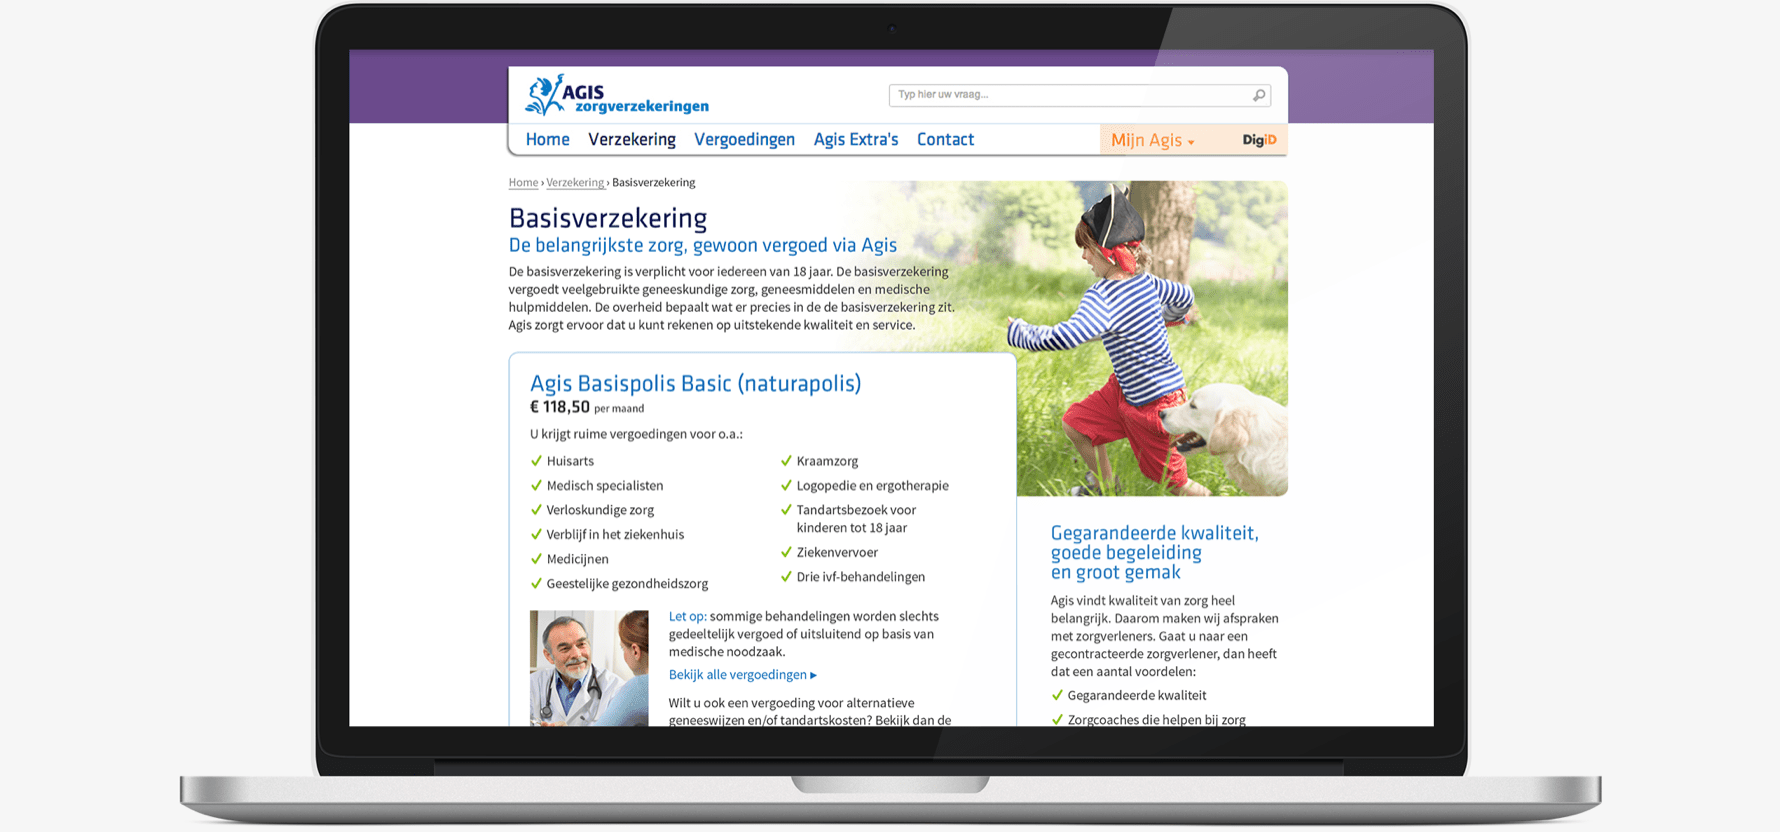 AGIS
zorgverzekeringen
Typ hier uw vraag...
Home Verzekering Vergoedingen Agis Extra's Contact Mijn Agis DigiD
Home › Verzekering › Basisverzekering
Basisverzekering
De belangrijkste zorg, gewoon vergoed via Agis
De basisverzekering is verplicht voor iedereen van 18 jaar. De basisverzekering
vergoedt veelgebruikte geneeskundige zorg, geneesmiddelen en medische
hulpmiddelen. De overheid bepaalt wat er precies in de de basisverzekering zit.
Agis zorgt ervoor dat u kunt rekenen op uitstekende kwaliteit en service.
Agis Basispolis Basic (naturapolis)
€ 118,50 per maand
U krijgt ruime vergoedingen voor o.a.:
Huisarts
Medisch specialisten
Verloskundige zorg
Verblijf in het ziekenhuis
Medicijnen
Geestelijke gezondheidszorg
Kraamzorg
Logopedie en ergotherapie
Tandartsbezoek voor
kinderen tot 18 jaar
Ziekenvervoer
Drie ivf-behandelingen
Let op: sommige behandelingen worden slechts
gedeeltelijk vergoed of uitsluitend op basis van
medische noodzaak.
Bekijk alle vergoedingen ▸
Wilt u ook een vergoeding voor alternatieve
geneeswijzen en/of tandartskosten? Bekijk dan de
Gegarandeerde kwaliteit,
goede begeleiding
en groot gemak
Agis vindt kwaliteit van zorg heel
belangrijk. Daarom maken wij afspraken
met zorgverleners. Gaat u naar een
gecontracteerde zorgverlener, dan heeft
dat een aantal voordelen:
Gegarandeerde kwaliteit
Zorgcoaches die helpen bij zorg